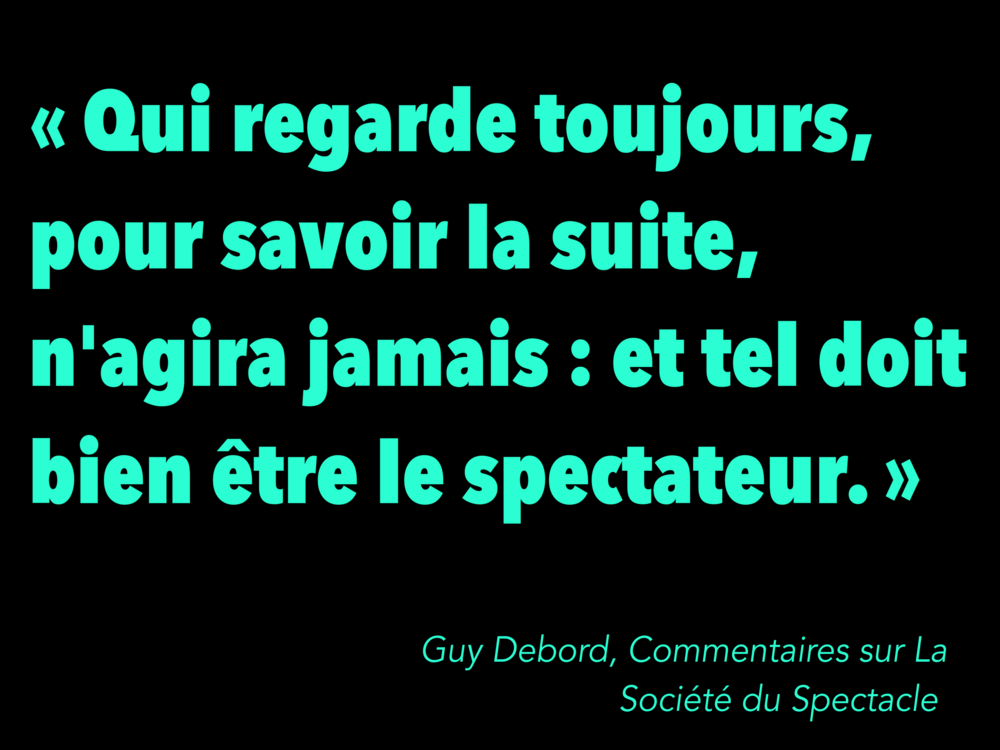 « Qui regarde toujours,
pour savoir la suite,
n'agira jamais : et tel doit
bien être le spectateur. »
Guy Debord, Commentaires sur La
Société du Spectacle